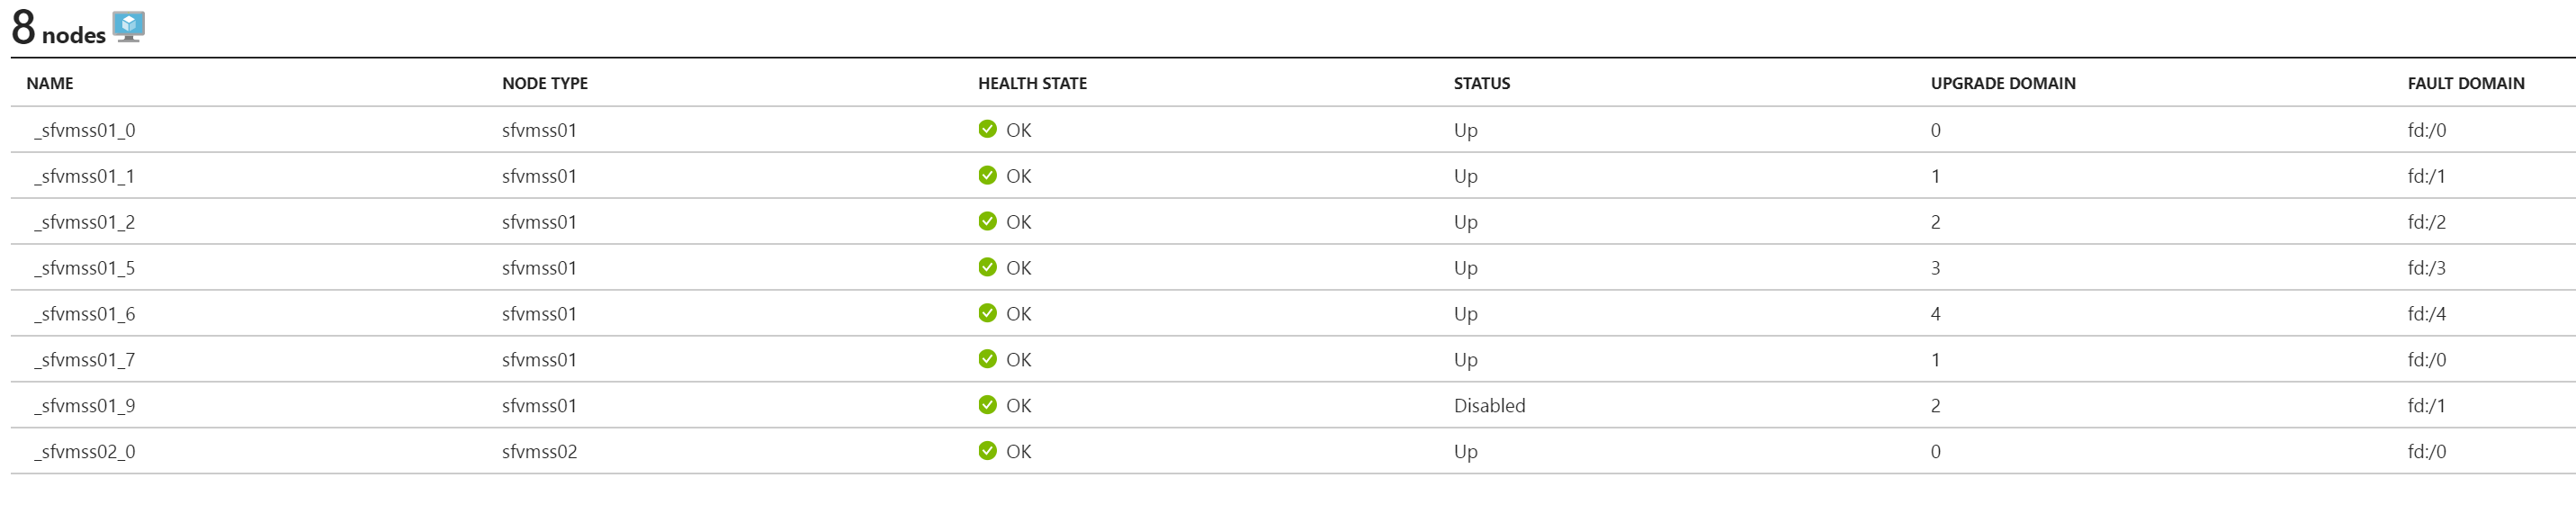 8 nodes
NAME NODE TYPE HEALTH STATE STATUS UPGRADE DOMAIN FAULT DOMAIN
_sfvmss01_0 sfvmss01 OK Up 0 fd:/0
_sfvmss01_1 sfvmss01 OK Up 1 fd:/1
_sfvmss01_2 sfvmss01 OK Up 2 fd:/2
_sfvmss01_5 sfvmss01 OK Up 3 fd:/3
_sfvmss01_6 sfvmss01 OK Up 4 fd:/4
_sfvmss01_7 sfvmss01 OK Up 1 fd:/0
_sfvmss01_9 sfvmss01 OK Disabled 2 fd:/1
_sfvmss02_0 sfvmss02 OK Up 0 fd:/0